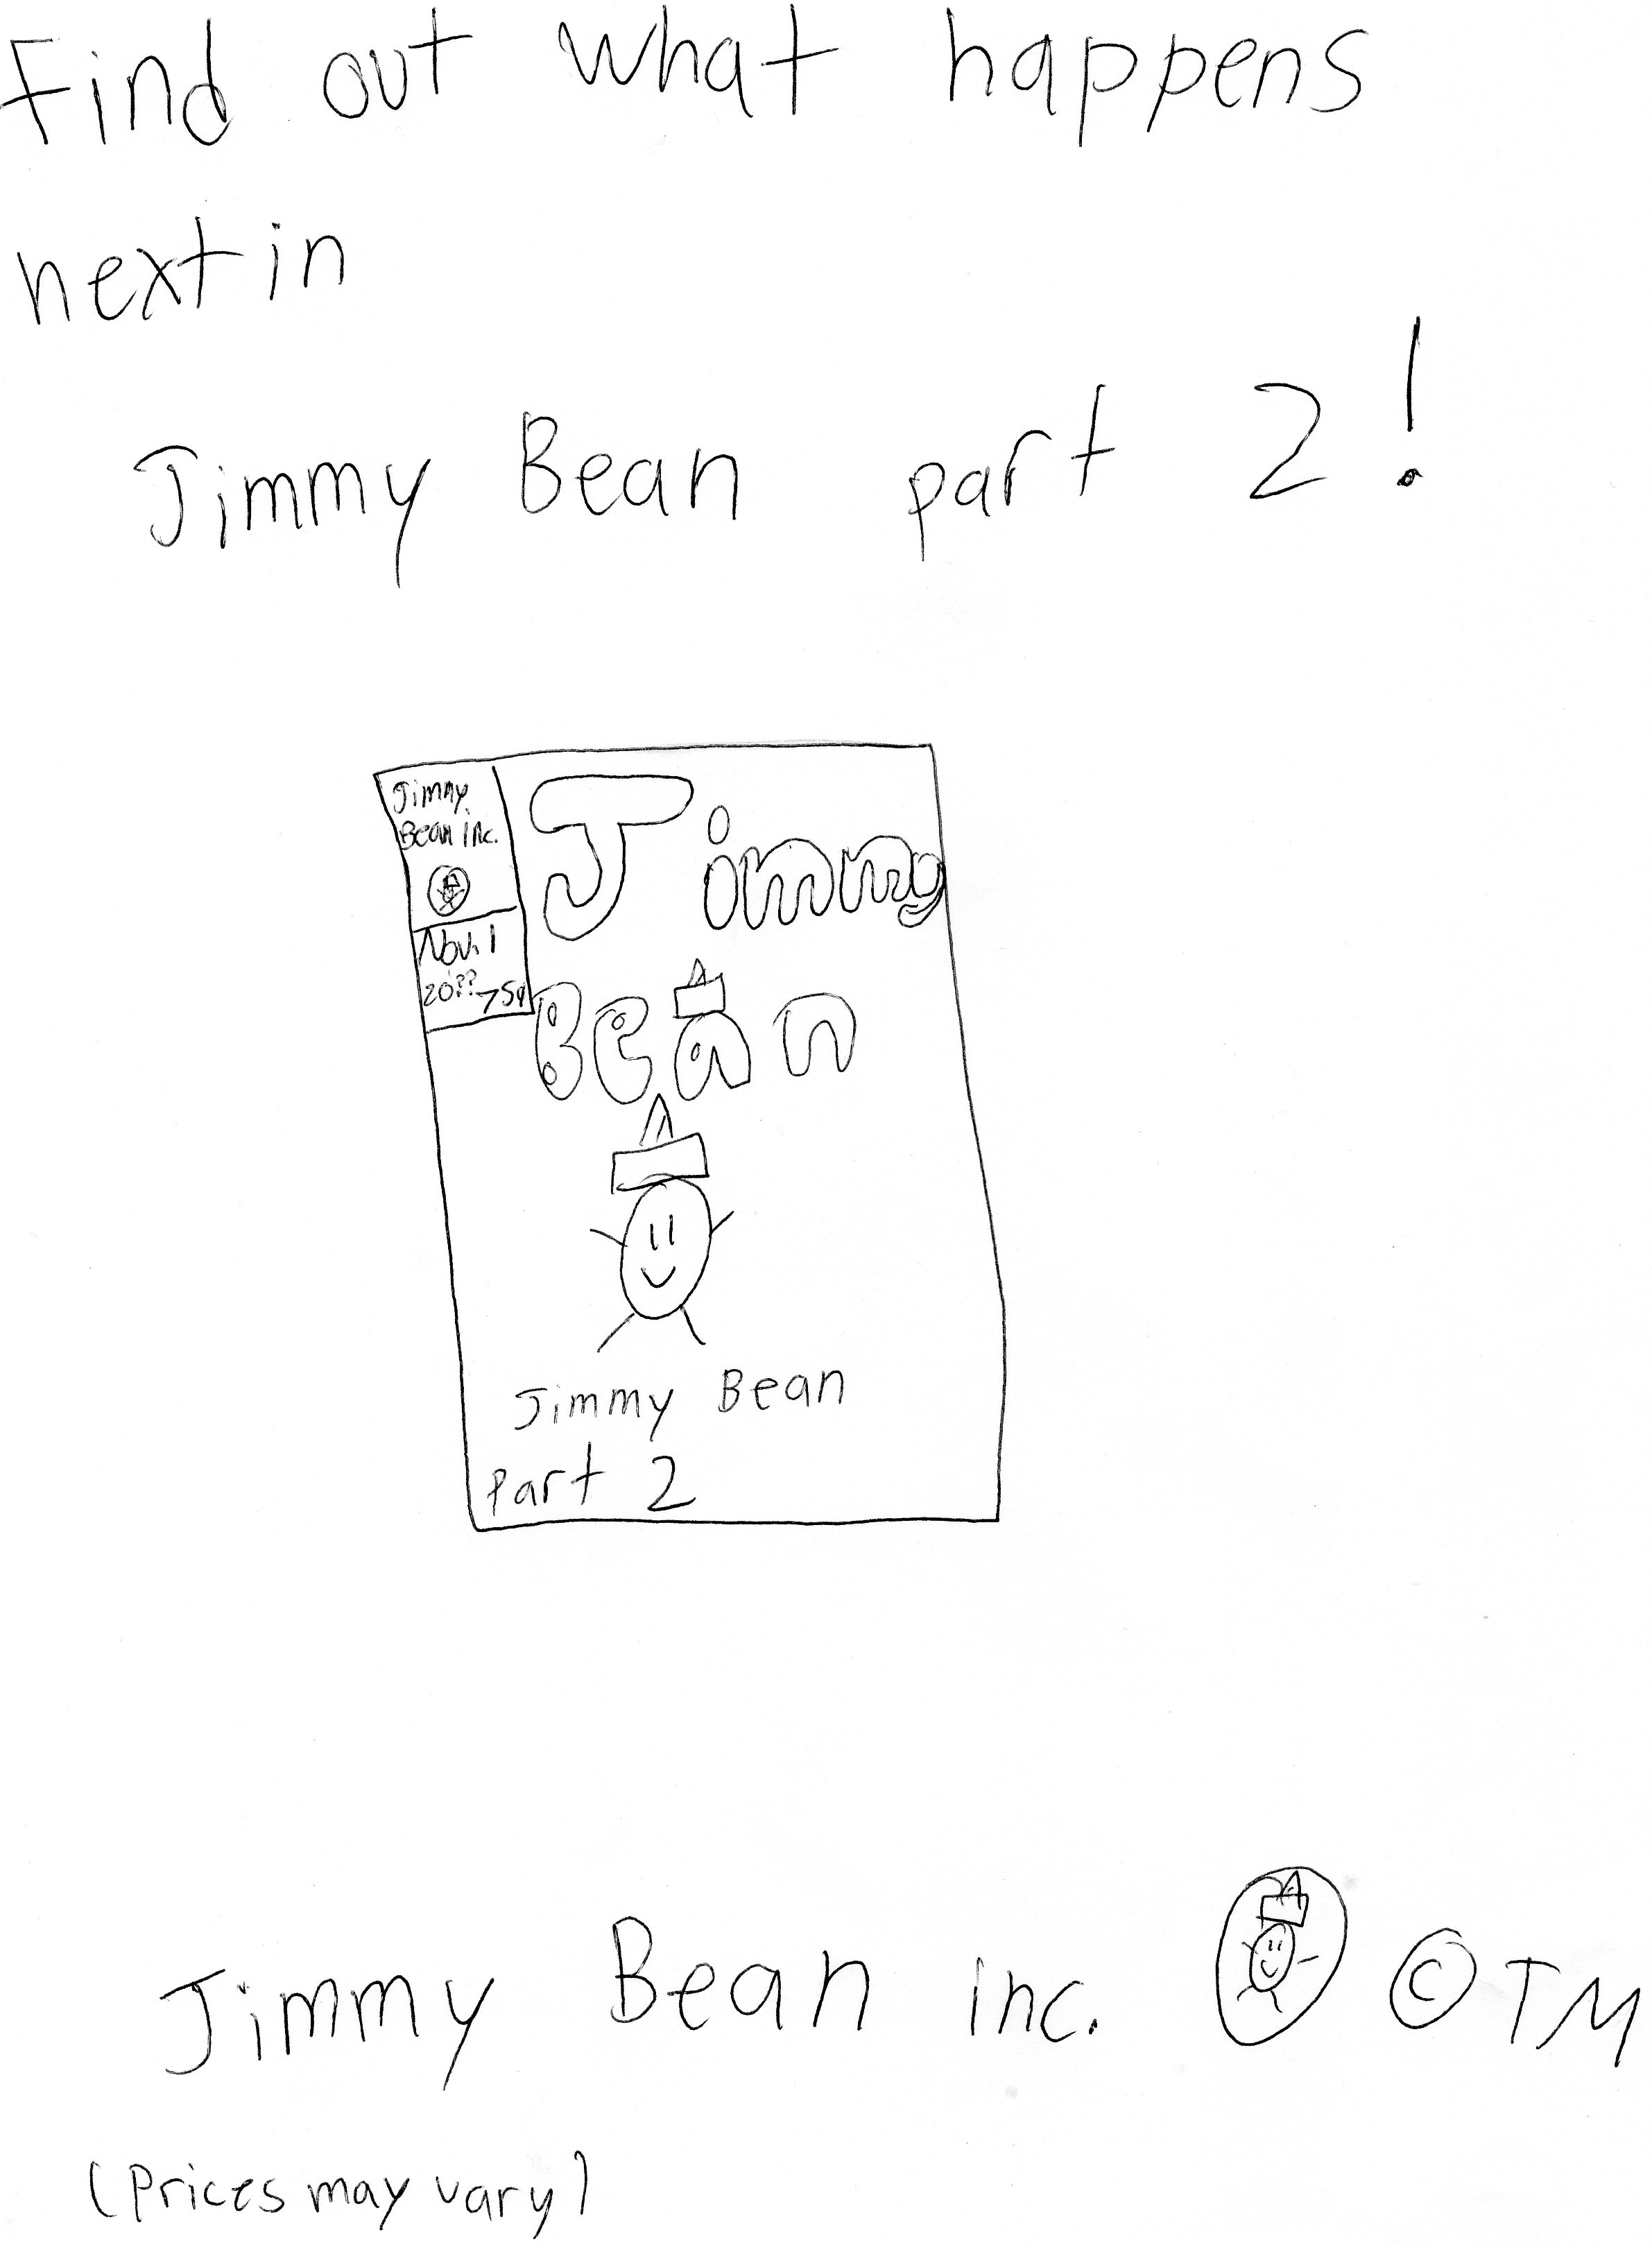 Find out what happens
next in
Jimmy Bean part 2!
Jimmy
Bean inc.
Nov. 1
20?? 75¢
Jimmy
Bean
Jimmy Bean
Part 2
Jimmy Bean inc. © TM
(Prices may vary)